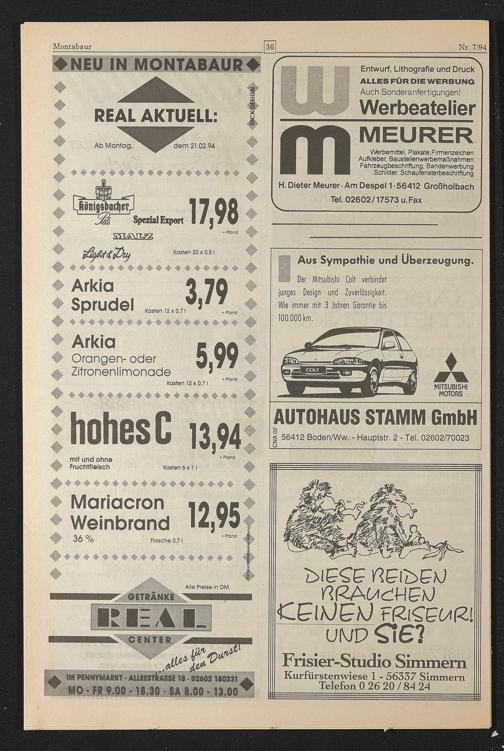 Montabaur
36
Nr. 7/94
NEU IN MONTABAUR
REAL AKTUELL:
Ab Montag, dem 21.02.94
Königsbacher
Pils
Spezial Export
17,98
+ Pfand
MALZ
Light & Dry
Kasten 20 x 0,5 l
Arkia
Sprudel
Kasten 12 x 0,7 l
3,79
+ Pfand
Arkia
Orangen- oder
Zitronenlimonade
Kasten 12 x 0,7 l
5,99
+ Pfand
hohes C
13,94
+ Pfand
mit und ohne
Fruchtfleisch
Kasten 6 x 1 l
Mariacron
Weinbrand
36 %
Flasche 0,7 l
12,95
+ Pfand
Alle Preise in DM.
GETRÄNKE
REAL
CENTER
...alles für
den Durst!
IM PENNYMARKT · ALLEESTRASSE 18 · 02602 180231
MO - FR 9.00 - 18.30 · SA 8.00 - 13.00
Entwurf, Lithografie und Druck
ALLES FÜR DIE WERBUNG
Auch Sonderanfertigungen!
W
Werbeatelier
m
MEURER
Werbemittel, Plakate, Firmenzeichen
Aufkleber, Baustellenwerbemaßnahmen
Fahrzeugbeschriftung, Bandenwerbung
Schilder, Schaufensterbeschriftung
H. Dieter Meurer · Am Despel 1 · 56412 Großholbach
Tel. 02602/17573 u. Fax
Aus Sympathie und Überzeugung.
Der Mitsubishi Colt verbindet
junges Design und Zuverlässigkeit.
Wie immer mit 3 Jahren Garantie bis
100.000 km.
COLT
MITSUBISHI
MOTORS
AUTOHAUS STAMM GmbH
CNA 02
56412 Boden/Ww. - Hauptstr. 2 - Tel. 02602/70023
DIESE BEIDEN
BRAUCHEN
KEINEN FRISEUR!
UND SIE?
Frisier-Studio Simmern
Kurfürstenwiese 1 - 56337 Simmern
Telefon 0 26 20 / 84 24